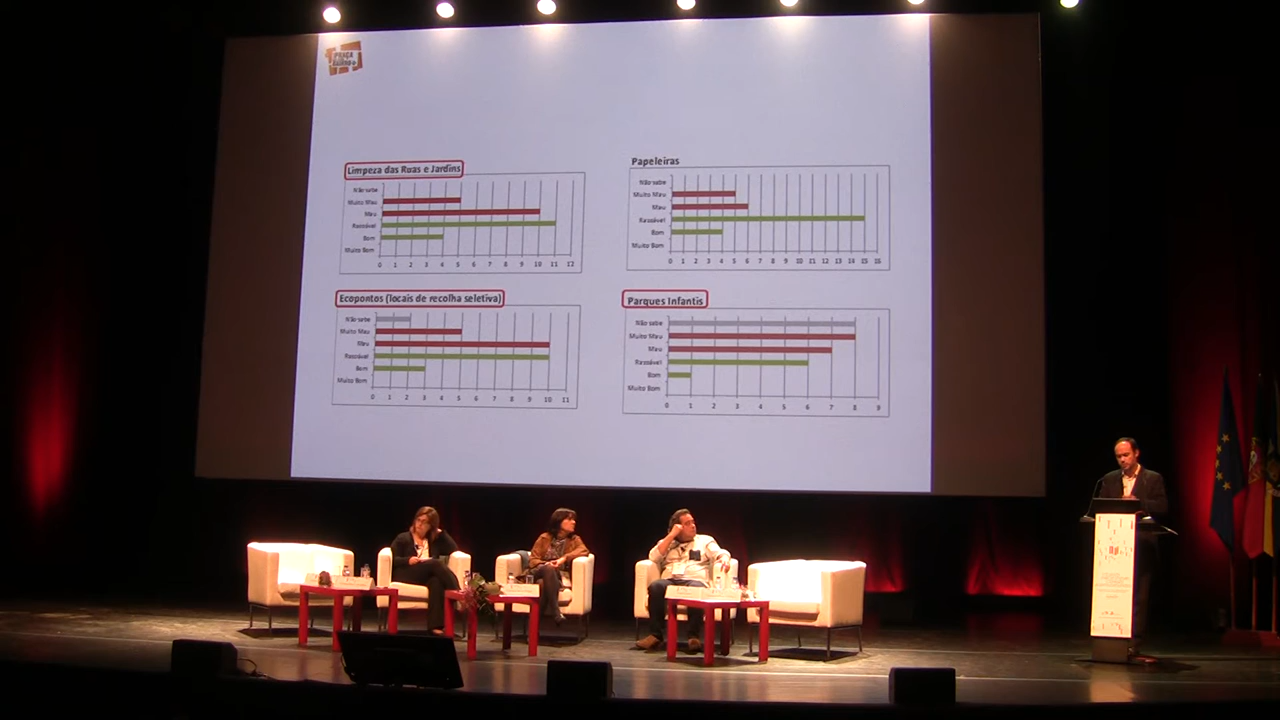 PRAÇA
Limpeza das Ruas e Jardins
Não sabe
Muito Mau
Mau
Razoável
Bom
Muito Bom
0 1 2 3 4 5 6 7 8 9 10 11 12
Papeleiras
Não sabe
Muito Mau
Mau
Razoável
Bom
Muito Bom
0 1 2 3 4 5 6 7 8 9 10 11 12 13 14 15 16
Ecopontos (locais de recolha seletiva)
Não sabe
Muito Mau
Mau
Razoável
Bom
Muito Bom
0 1 2 3 4 5 6 7 8 9 10 11
Parques Infantis
Não sabe
Muito Mau
Mau
Razoável
Bom
Muito Bom
0 1 2 3 4 5 6 7 8 9